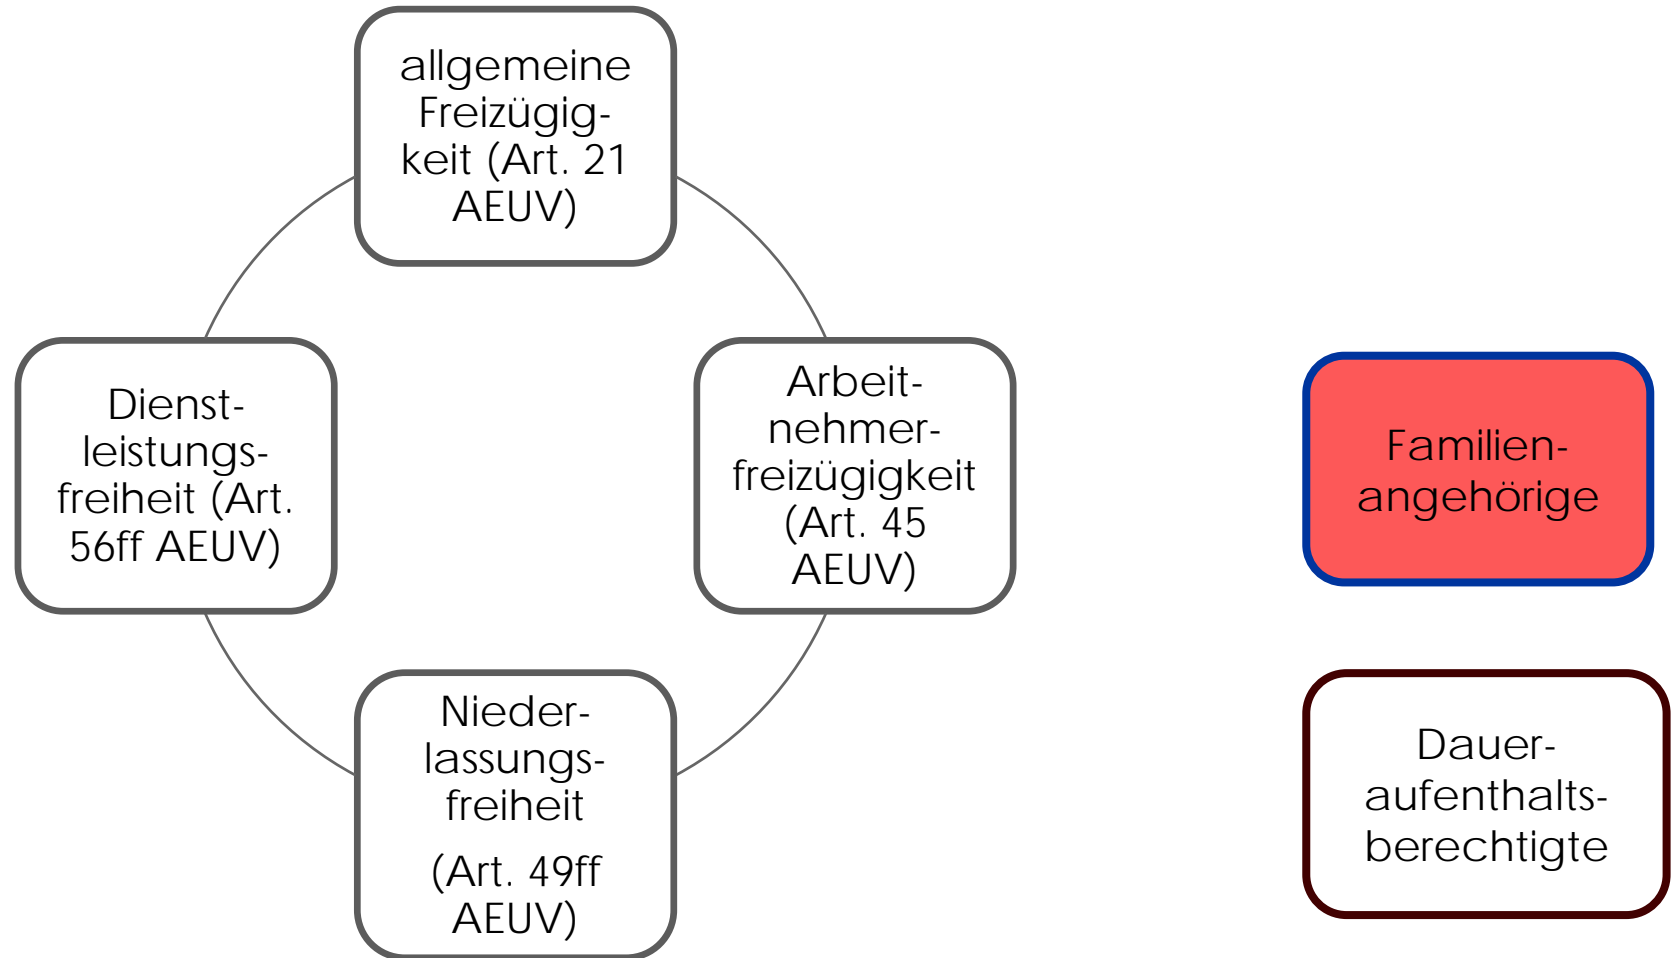 allgemeine
Freizügig-
keit (Art. 21
AEUV)
Dienst-
leistungs-
freiheit (Art.
56ff AEUV)
Arbeit-
nehmer-
freizügigkeit
(Art. 45
AEUV)
Nieder-
lassungs-
freiheit
(Art. 49ff
AEUV)
Familien-
angehörige
Dauer-
aufenthalts-
berechtigte